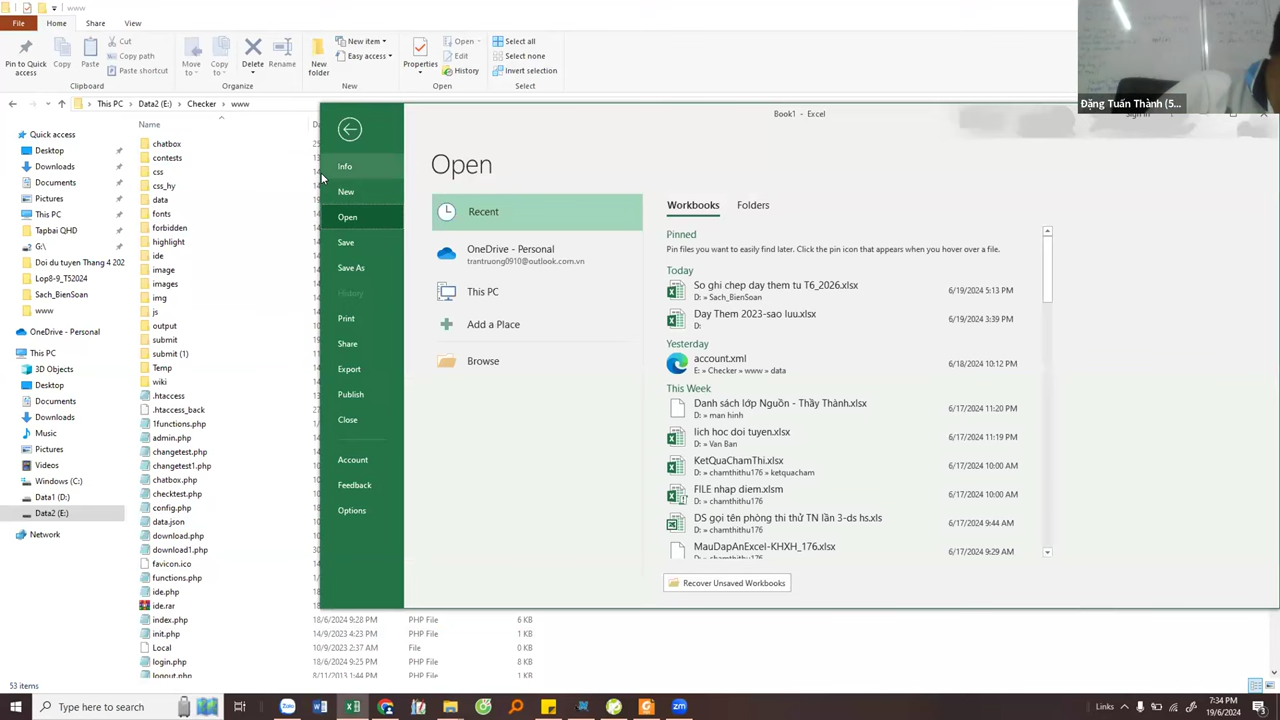 www
File
Home
Share
View
Pin to Quick access
Copy
Paste
Cut
Copy path
Paste shortcut
Clipboard
Move to
Copy to
Delete
Rename
Organize
New folder
New item
Easy access
New
Properties
Open
Edit
History
Open
Select all
Select none
Invert selection
Select
Đặng Tuấn Thành (5...
This PC
Data2 (E:)
Checker
www
Quick access
Desktop
Downloads
Documents
Pictures
This PC
Tapbai QHD
G:\
Doi du tuyen Thang 4 202
Lop8-9_T52024
Sach_BienSoan
www
OneDrive - Personal
This PC
3D Objects
Desktop
Documents
Downloads
Music
Pictures
Videos
Windows (C:)
Data1 (D:)
Data2 (E:)
Network
Name
chatbox
contests
css
css_hy
data
fonts
forbidden
highlight
ide
image
images
img
js
output
submit
submit (1)
Temp
wiki
.htaccess
.htaccess_back
1functions.php
admin.php
changetest.php
changetest1.php
chatbox.php
checktest.php
config.php
data.json
download.php
download1.php
favicon.ico
functions.php
ide.php
ide.rar
index.php
18/6/2024 9:28 PM
PHP File
6 KB
init.php
14/9/2023 4:23 PM
PHP File
1 KB
Local
10/9/2023 2:37 AM
File
0 KB
login.php
18/6/2024 9:25 PM
PHP File
8 KB
logout.php
18/11/2013 1:44 PM
PHP File
1 KB
53 items
Book1 - Excel
Sign in
Info
New
Open
Save
Save As
History
Print
Share
Export
Publish
Close
Account
Feedback
Options
Open
Recent
OneDrive - Personal
trantruong0910@outlook.com.vn
This PC
Add a Place
Browse
Workbooks
Folders
Pinned
Pin files you want to easily find later. Click the pin icon that appears when you hover over a file.
Today
So ghi chep day them tu T6_2026.xlsx
D: » Sach_BienSoan
6/19/2024 5:13 PM
Day Them 2023-sao luu.xlsx
D:
6/19/2024 3:39 PM
Yesterday
account.xml
E: » Checker » www » data
6/18/2024 10:12 PM
This Week
Danh sách lớp Nguồn - Thầy Thành.xlsx
D: » man hinh
6/17/2024 11:20 PM
lich hoc doi tuyen.xlsx
D: » Van Ban
6/17/2024 11:19 PM
KetQuaChamThi.xlsx
D: » chamthithu176 » ketquacham
6/17/2024 10:00 AM
FILE nhap diem.xlsm
D: » chamthithu176
6/17/2024 10:00 AM
DS gọi tên phòng thi thử TN lần 3-ds hs.xls
D: » chamthithu176
6/17/2024 9:44 AM
MauDapAnExcel-KHXH_176.xlsx
D: » chamthithu176
6/17/2024 9:29 AM
Recover Unsaved Workbooks
Type here to search
Links
7:34 PM
19/6/2024